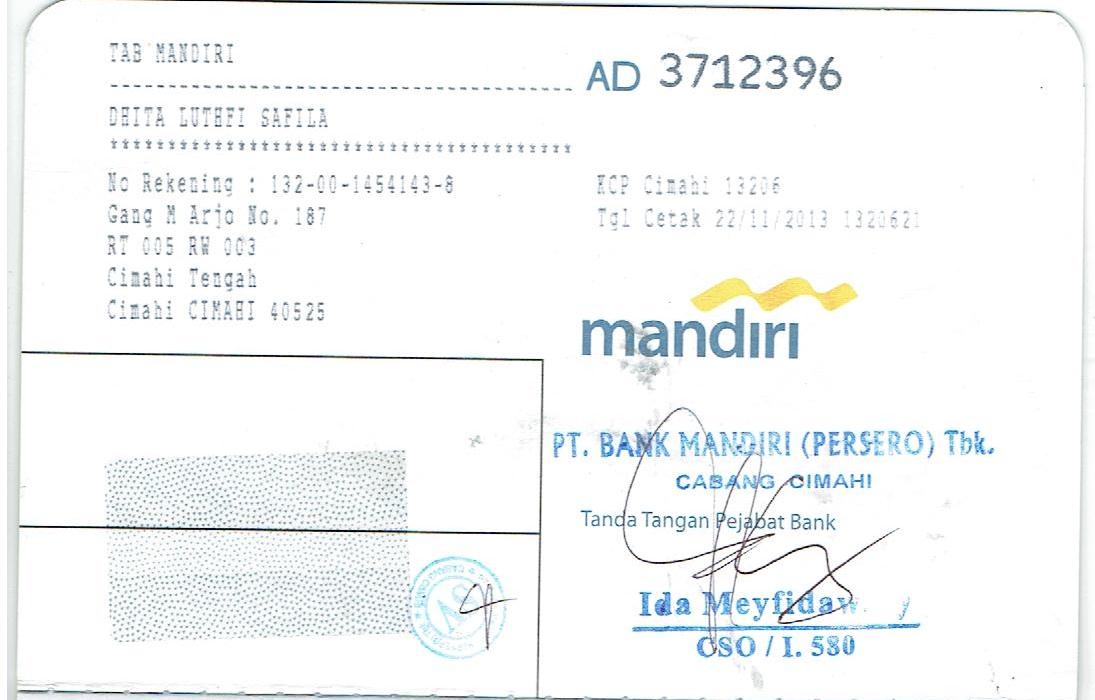 TAB MANDIRI
AD 3712396
DHITA LUTHFI SAFILA
No Rekening : 132-00-1454143-8
Gang M Arjo No. 187
RT 005 RW 003
Cimahi Tengah
Cimahi CIMAHI 40525
KCP Cimahi 13206
Tgl Cetak 22/11/2013 1320621
mandiri
PT. BANK MANDIRI (PERSERO) Tbk.
CABANG CIMAHI
Tanda Tangan Pejabat Bank
Ida
CSO / I. 580